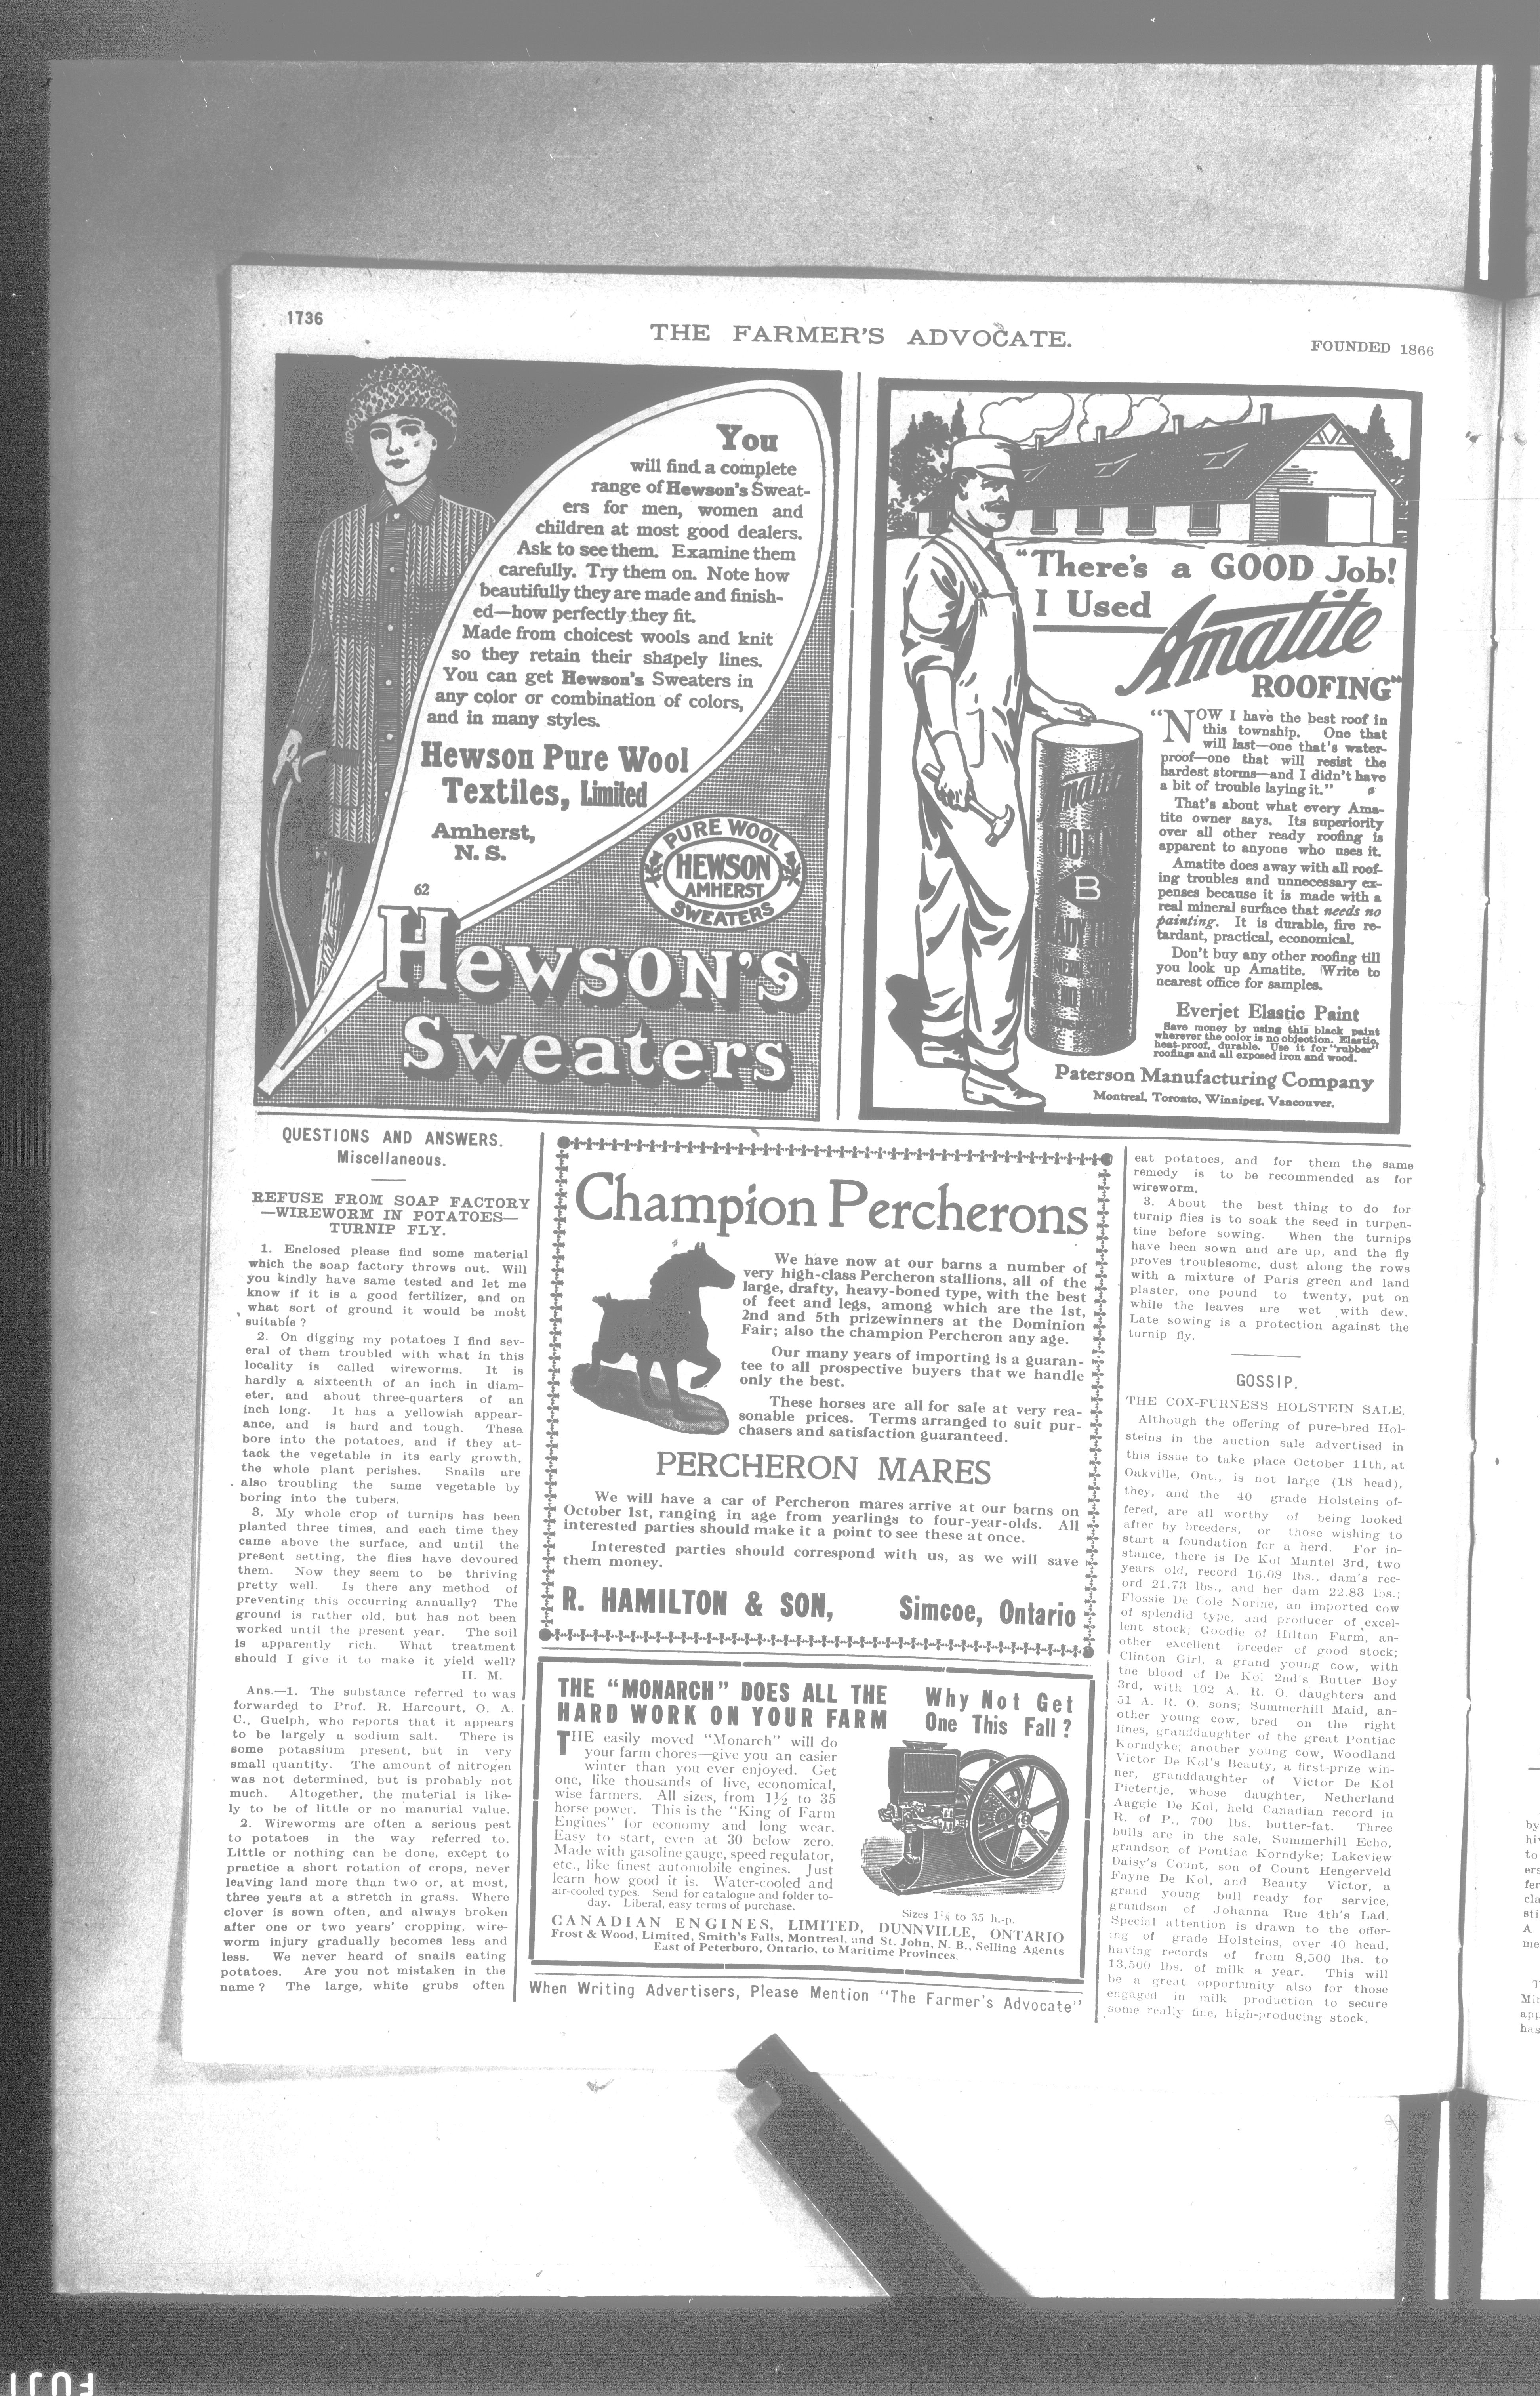 1736
THE FARMER'S ADVOCATE.
FOUNDED 1866
You
will find a complete
range of Hewson's Sweat-
ers for men, women and
children at most good dealers.
Ask to see them. Examine them
carefully. Try them on. Note how
beautifully they are made and finish-
ed—how perfectly they fit.
Made from choicest wools and knit
so they retain their shapely lines.
You can get Hewson's Sweaters in
any color or combination of colors,
and in many styles.
Hewson Pure Wool
Textiles, Limited
Amherst,
N. S.
62
PURE WOOL
HEWSON
AMHERST
SWEATERS
HEWSON'S
Sweaters
"There's a GOOD Job!
I Used
Amatite
ROOFING"
"NOW I have the best roof in
this township. One that
will last—one that's water-
proof—one that will resist the
hardest storms—and I didn't have
a bit of trouble laying it."
That's about what every Ama-
tite owner says. Its superiority
over all other ready roofing is
apparent to anyone who uses it.
Amatite does away with all roof-
ing troubles and unnecessary ex-
penses because it is made with a
real mineral surface that needs no
painting. It is durable, fire re-
tardant, practical, economical.
Don't buy any other roofing till
you look up Amatite. Write to
nearest office for samples.
Everjet Elastic Paint
Save money by using this black paint
wherever the color is no objection. Elastic,
heat-proof, durable. Use it for "rubber"
roofings and all exposed iron and wood.
Paterson Manufacturing Company
Montreal, Toronto, Winnipeg, Vancouver.
B
QUESTIONS AND ANSWERS.
Miscellaneous.
REFUSE FROM SOAP FACTORY
—WIREWORM IN POTATOES—
TURNIP FLY.
1. Enclosed please find some material
which the soap factory throws out. Will
you kindly have same tested and let me
know if it is a good fertilizer, and on
what sort of ground it would be most
suitable?
2. On digging my potatoes I find sev-
eral of them troubled with what in this
locality is called wireworms. It is
hardly a sixteenth of an inch in diam-
eter, and about three-quarters of an
inch long. It has a yellowish appear-
ance, and is hard and tough. These
bore into the potatoes, and if they at-
tack the vegetable in its early growth,
the whole plant perishes. Snails are
also troubling the same vegetable by
boring into the tubers.
3. My whole crop of turnips has been
planted three times, and each time they
came above the surface, and until the
present setting, the flies have devoured
them. Now they seem to be thriving
pretty well. Is there any method of
preventing this occurring annually? The
ground is rather old, but has not been
worked until the present year. The soil
is apparently rich. What treatment
should I give it to make it yield well?
H. M.
Ans.—1. The substance referred to was
forwarded to Prof. R. Harcourt, O. A.
C., Guelph, who reports that it appears
to be largely a sodium salt. There is
some potassium present, but in very
small quantity. The amount of nitrogen
was not determined, but is probably not
much. Altogether, the material is like-
ly to be of little or no manurial value.
2. Wireworms are often a serious pest
to potatoes in the way referred to.
Little or nothing can be done, except to
practice a short rotation of crops, never
leaving land more than two or, at most,
three years at a stretch in grass. Where
clover is sown often, and always broken
after one or two years' cropping, wire-
worm injury gradually becomes less and
less. We never heard of snails eating
potatoes. Are you not mistaken in the
name? The large, white grubs often
Champion Percherons
We have now at our barns a number of
very high-class Percheron stallions, all of the
large, drafty, heavy-boned type, with the best
of feet and legs, among which are the 1st,
2nd and 5th prizewinners at the Dominion
Fair; also the champion Percheron any age.
Our many years of importing is a guaran-
tee to all prospective buyers that we handle
only the best.
These horses are all for sale at very rea-
sonable prices. Terms arranged to suit pur-
chasers and satisfaction guaranteed.
PERCHERON MARES
We will have a car of Percheron mares arrive at our barns on
October 1st, ranging in age from yearlings to four-year-olds. All
interested parties should make it a point to see these at once.
Interested parties should correspond with us, as we will save
them money.
R. HAMILTON & SON, Simcoe, Ontario
THE "MONARCH" DOES ALL THE
HARD WORK ON YOUR FARM
Why Not Get
One This Fall?
THE easily moved "Monarch" will do
your farm chores—give you an easier
winter than you ever enjoyed. Get
one, like thousands of live, economical,
wise farmers. All sizes, from 1½ to 35
horse power. This is the "King of Farm
Engines" for economy and long wear.
Easy to start, even at 30 below zero.
Made with gasoline gauge, speed regulator,
etc., like finest automobile engines. Just
learn how good it is. Water-cooled and
air-cooled types. Send for catalogue and folder to-
day. Liberal, easy terms of purchase.
Sizes to 35 h.-p.
CANADIAN ENGINES, LIMITED, DUNNVILLE, ONTARIO
Frost & Wood, Limited, Smith's Falls, Montreal, and St. John, N. B., Selling Agents
East of Peterboro, Ontario, to Maritime Provinces.
When Writing Advertisers, Please Mention "The Farmer's Advocate"
eat potatoes, and for them the same
remedy is to be recommended as for
wireworm.
3. About the best thing to do for
turnip flies is to soak the seed in turpen-
tine before sowing. When the turnips
have been sown and are up, and the fly
proves troublesome, dust along the rows
with a mixture of Paris green and land
plaster, one pound to twenty, put on
while the leaves are wet with dew.
Late sowing is a protection against the
turnip fly.
GOSSIP.
THE COX-FURNESS HOLSTEIN SALE.
Although the offering of pure-bred Hol-
steins in the auction sale advertised in
this issue to take place October 11th, at
Oakville, Ont., is not large (18 head),
they, and the 40 grade Holsteins of-
fered, are all worthy of being looked
after by breeders, or those wishing to
start a foundation for a herd. For in-
stance, there is De Kol Mantel 3rd, two
years old, record 16.08 lbs., dam's rec-
ord 21.73 lbs., and her dam 22.83 lbs.;
Flossie De Cole Norine, an imported cow
of splendid type, and producer of excel-
lent stock; Goodie of Hilton Farm, an-
other excellent breeder of good stock;
Clinton Girl, a grand young cow, with
the blood of De Kol 2nd's Butter Boy
3rd, with 102 A. R. O. daughters and
51 A. R. O. sons; Summerhill Maid, an-
other young cow, bred on the right
lines, granddaughter of the great Pontiac
Korndyke; another young cow, Woodland
Victor De Kol's Beauty, a first-prize win-
ner, granddaughter of Victor De Kol
Pietertje, whose daughter, Netherland
Aaggie De Kol, held Canadian record in
R. of P., 700 lbs. butter-fat. Three
bulls are in the sale, Summerhill Echo,
grandson of Pontiac Korndyke; Lakeview
Daisy's Count, son of Count Hengerveld
Fayne De Kol, and Beauty Victor, a
grand young bull ready for service,
grandson of Johanna Rue 4th's Lad.
Special attention is drawn to the offer-
ing of grade Holsteins, over 40 head,
having records of from 8,500 lbs. to
13,500 lbs. of milk a year. This will
be a great opportunity also for those
engaged in milk production to secure
some really fine, high-producing stock.